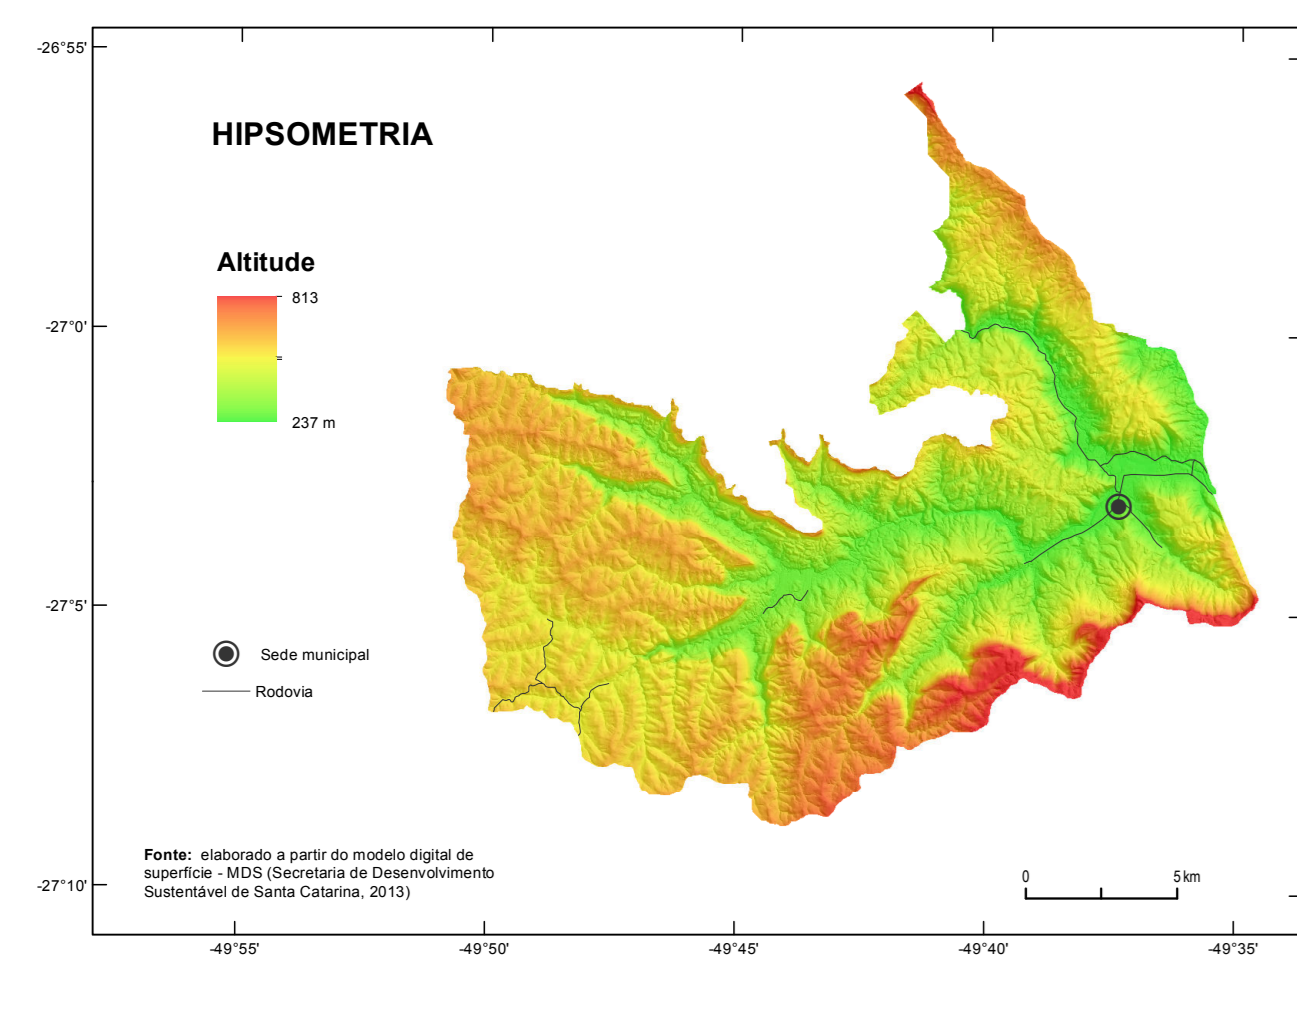 -26°55'
HIPSOMETRIA
Altitude
813
237 m
-27°0'
-27°5'
Sede municipal
Rodovia
Fonte: elaborado a partir do modelo digital de
superfície - MDS (Secretaria de Desenvolvimento
Sustentável de Santa Catarina, 2013)
0 5 km
-27°10'
-49°55' -49°50' -49°45' -49°40' -49°35'